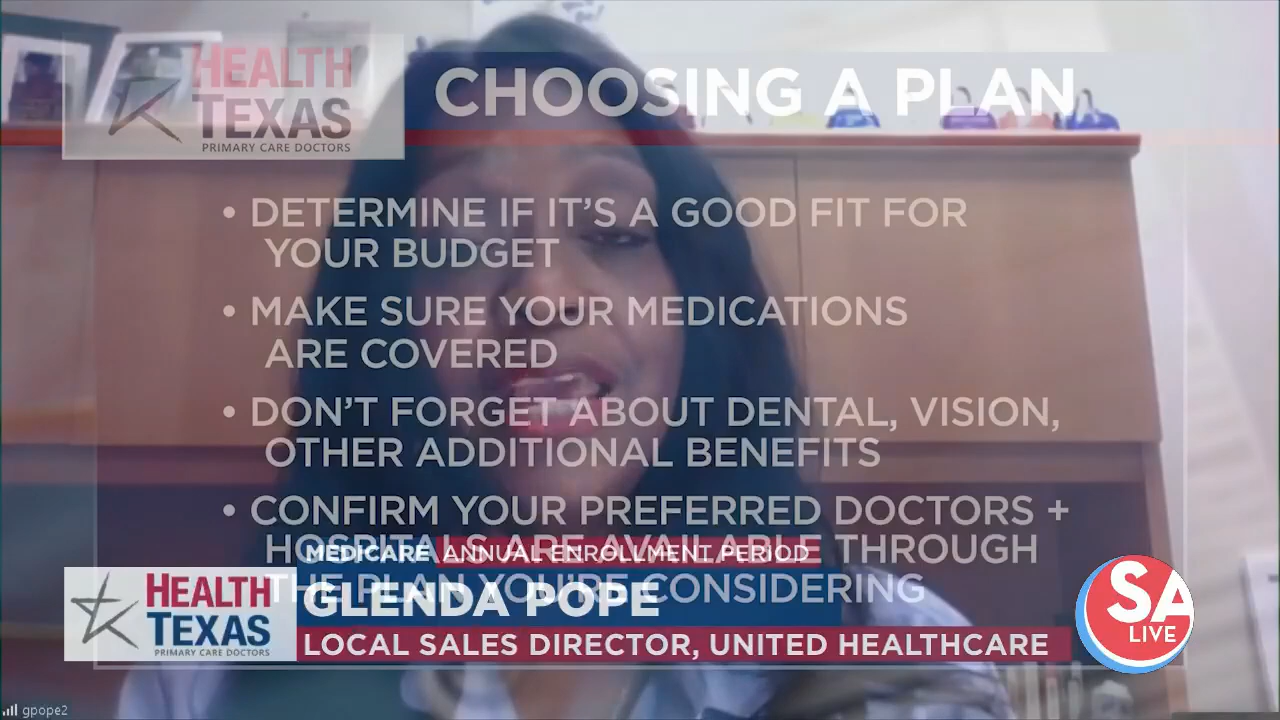 HEALTH
TEXAS
PRIMARY CARE DOCTORS
CHOOSING A PLAN
• DETERMINE IF IT'S A GOOD FIT FOR
YOUR BUDGET
• MAKE SURE YOUR MEDICATIONS
ARE COVERED
• DON'T FORGET ABOUT DENTAL, VISION,
OTHER ADDITIONAL BENEFITS
• CONFIRM YOUR PREFERRED DOCTORS +
HOSPITALS ARE AVAILABLE THROUGH
THE PLAN YOU'RE CONSIDERING
MEDICARE ANNUAL ENROLLMENT PERIOD
HEALTH
TEXAS
PRIMARY CARE DOCTORS
GLENDA POPE
LOCAL SALES DIRECTOR, UNITED HEALTHCARE
SA
LIVE
gpope2